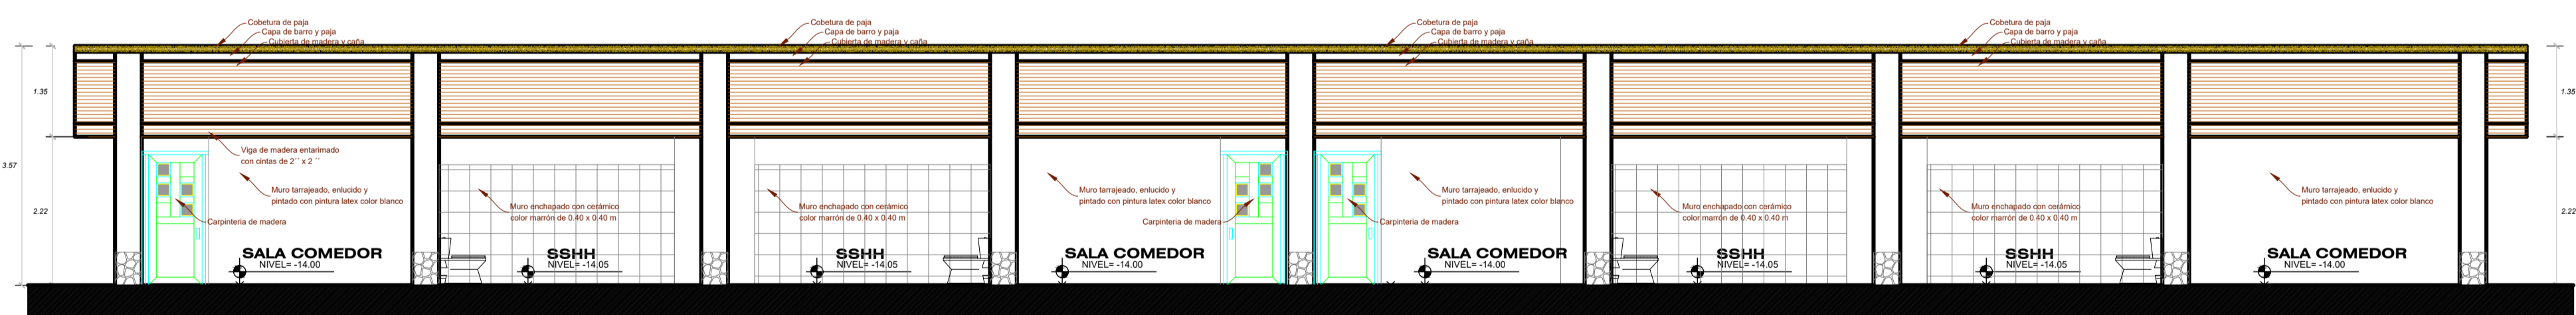 Cobetura de paja
Capa de barro y paja
Cubierta de madera y caña
Cobetura de paja
Capa de barro y paja
Cubierta de madera y caña
Cobetura de paja
Capa de barro y paja
Cubierta de madera y caña
Cobetura de paja
Capa de barro y paja
Cubierta de madera y caña
1.35
3.57
2.22
Viga de madera entarimado
con cintas de 2´´ x 2 ´´
Muro tarrajeado, enlucido y
pintado con pintura latex color blanco
Carpinteria de madera
SALA COMEDOR
NIVEL= -14.00
Muro enchapado con cerámico
color marrón de 0.40 x 0.40 m
SSHH
NIVEL= -14.05
Muro enchapado con cerámico
color marrón de 0.40 x 0.40 m
SSHH
NIVEL= -14.05
Muro tarrajeado, enlucido y
pintado con pintura latex color blanco
Carpinteria de madera
SALA COMEDOR
NIVEL= -14.00
Muro tarrajeado, enlucido y
pintado con pintura latex color blanco
Carpinteria de madera
SALA COMEDOR
NIVEL= -14.00
Muro enchapado con cerámico
color marrón de 0.40 x 0.40 m
SSHH
NIVEL= -14.05
Muro enchapado con cerámico
color marrón de 0.40 x 0.40 m
SSHH
NIVEL= -14.05
Muro tarrajeado, enlucido y
pintado con pintura latex color blanco
SALA COMEDOR
NIVEL= -14.00
1.35
2.22